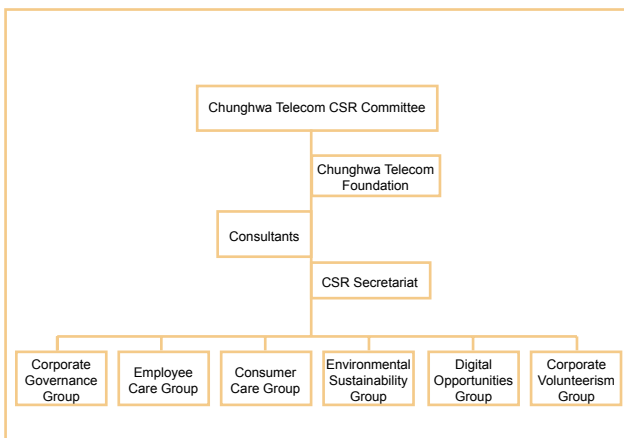 Chunghwa Telecom CSR Committee
Chunghwa Telecom
Foundation
Consultants
CSR Secretariat
Corporate
Governance
Group
Employee
Care Group
Consumer
Care Group
Environmental
Sustainability
Group
Digital
Opportunities
Group
Corporate
Volunteerism
Group